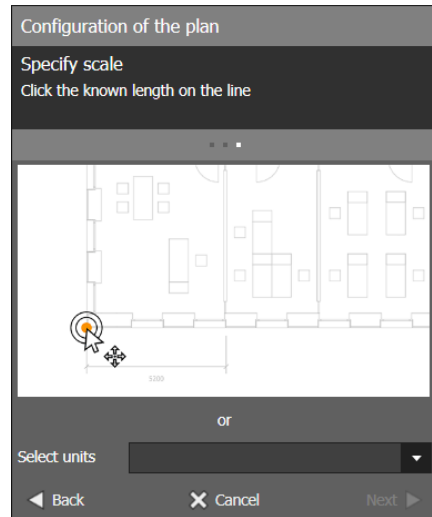 Configuration of the plan
Specify scale
Click the known length on the line
or
Select units
Back
Cancel
Next